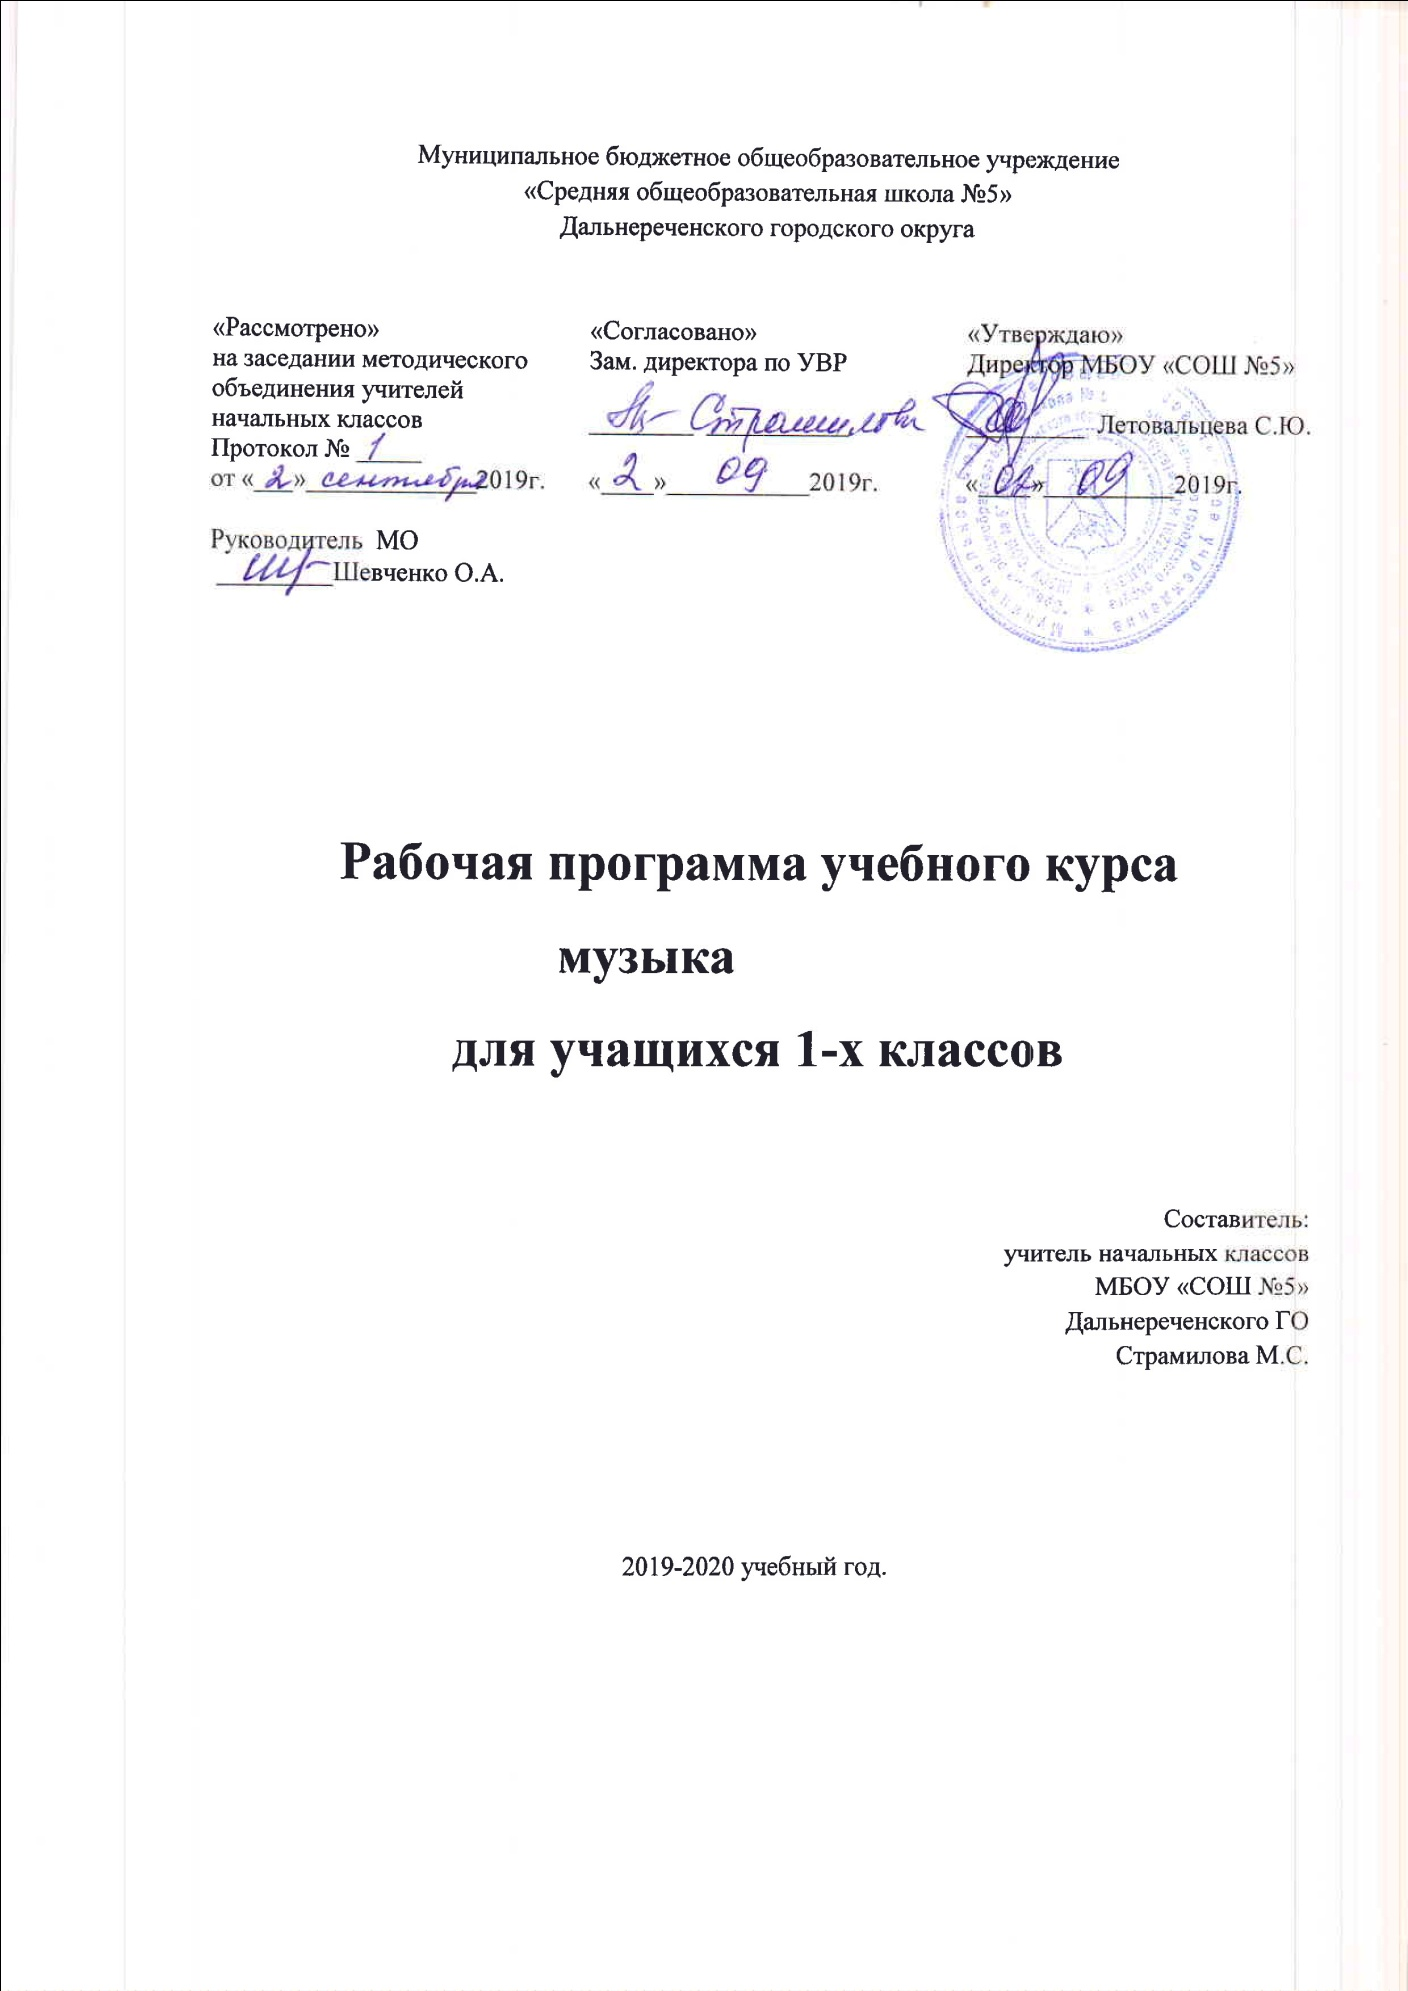 Муниципальное бюджетное общеобразовательное учреждение
«Средняя общеобразовательная школа №5»
Дальнереченского городского округа
«Рассмотрено»
на заседании методического
объединения учителей
начальных классов
Протокол № 1
от «2» сентября 2019г.
Руководитель МО
Шевченко О.А.
«Согласовано»
Зам. директора по УВР
Страмилова
«2» 09 2019г.
«Утверждаю»
Директор МБОУ «СОШ №5»
Летовальцева С.Ю.
«02» 09 2019г.
Рабочая программа учебного курса
музыка
для учащихся 1-х классов
Составитель:
учитель начальных классов
МБОУ «СОШ №5»
Дальнереченского ГО
Страмилова М.С.
2019-2020 учебный год.